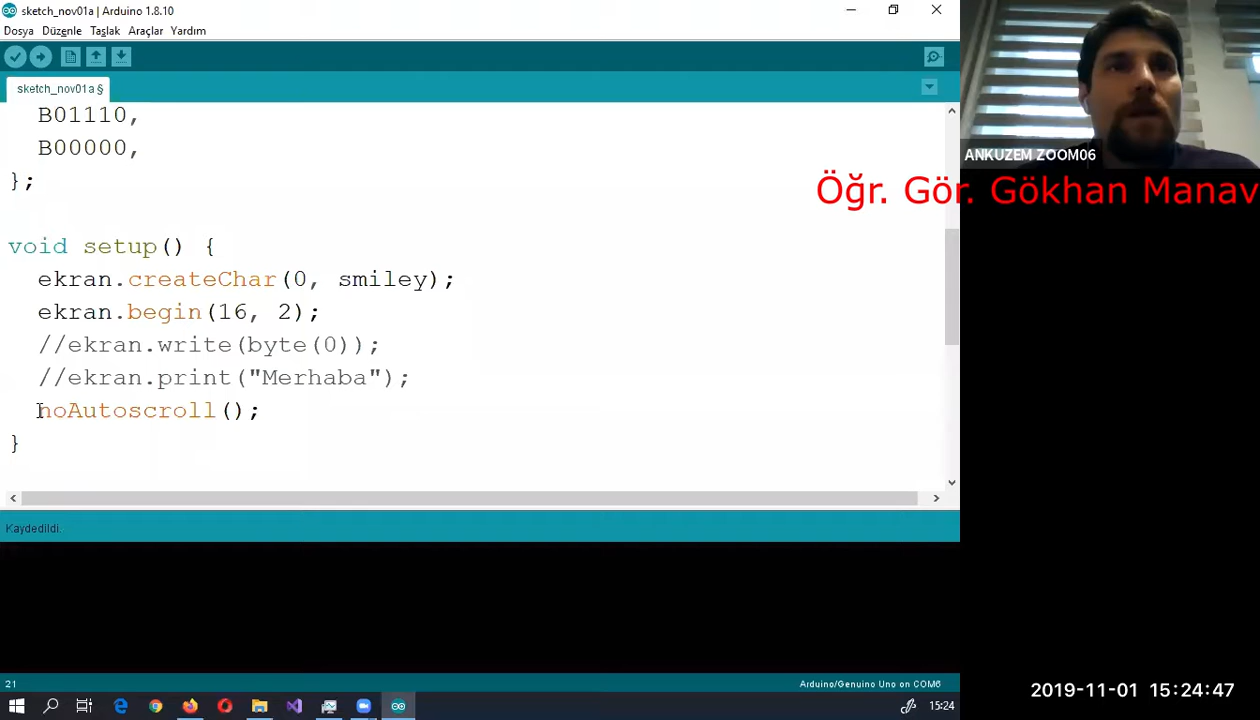 sketch_nov01a | Arduino 1.8.10
Dosya Düzenle Taşlak Araçlar Yardım
sketch_nov01a §
B01110,
B00000,
};
void setup() {
ekran.createChar(0, smiley);
ekran.begin(16, 2);
//ekran.write(byte(0));
//ekran.print("Merhaba");
noAutoscroll();
}
Kaydedildi.
21
Arduino/Genuino Uno on COM6
15:24
ANKUZEM ZOOM06
Öğr. Gör. Gökhan Manav
2019-11-01 15:24:47